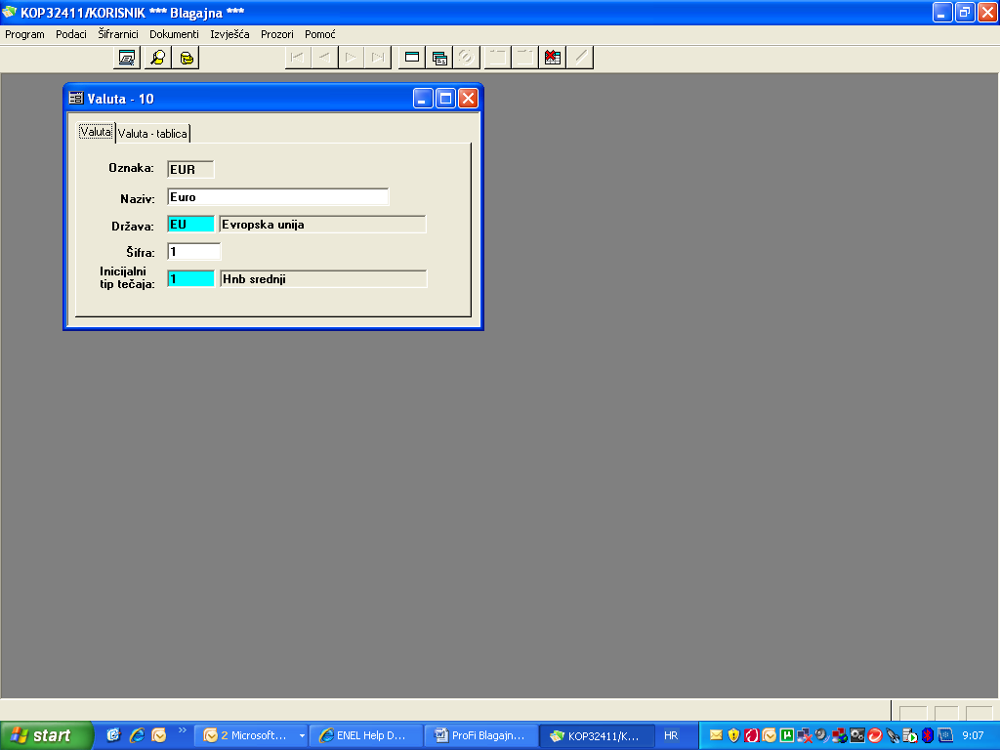 KOP32411/KORISNIK *** Blagajna ***
Program Podaci Šifrarnici Dokumenti Izvješća Prozori Pomoć
Valuta - 10
Valuta Valuta - tablica
Oznaka: EUR
Naziv: Euro
Država: EU Evropska unija
Šifra: 1
Inicijalni
tip tečaja: 1 Hnb srednji
start 2 Microsoft... ENEL Help D... ProFi Blagajn... KOP32411/K... HR 9:07